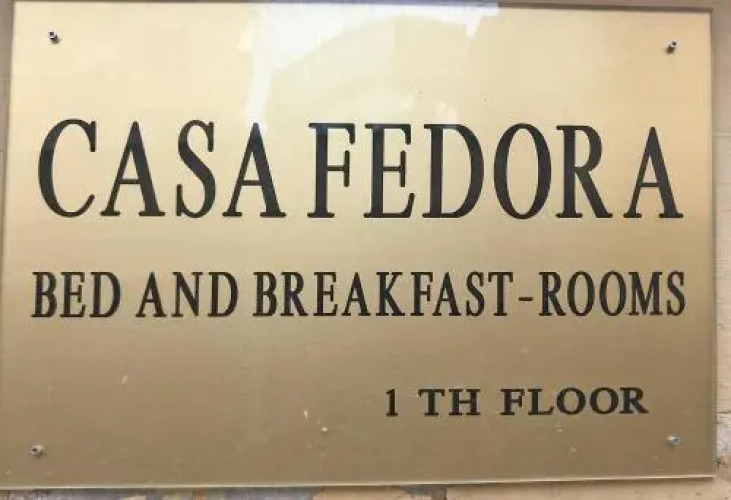 CASA FEDORA
BED AND BREAKFAST-ROOMS
1 TH FLOOR